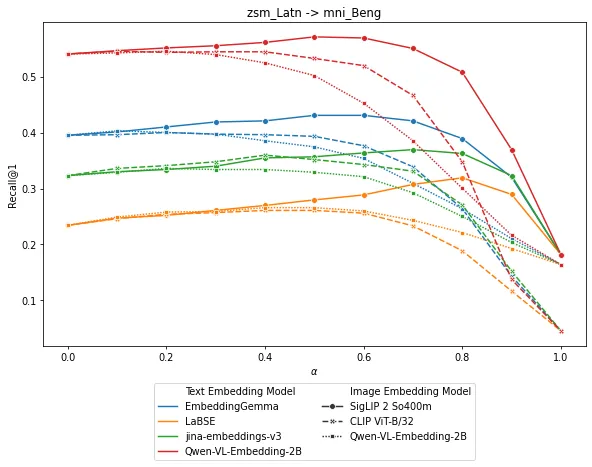 zsm_Latn -> mni_Beng
Recall@1
0.5
0.4
0.3
0.2
0.1
0.0 0.2 0.4 0.6 0.8 1.0
α
Text Embedding Model Image Embedding Model
EmbeddingGemma SigLIP 2 So400m
LaBSE CLIP ViT-B/32
jina-embeddings-v3 Qwen-VL-Embedding-2B
Qwen-VL-Embedding-2B